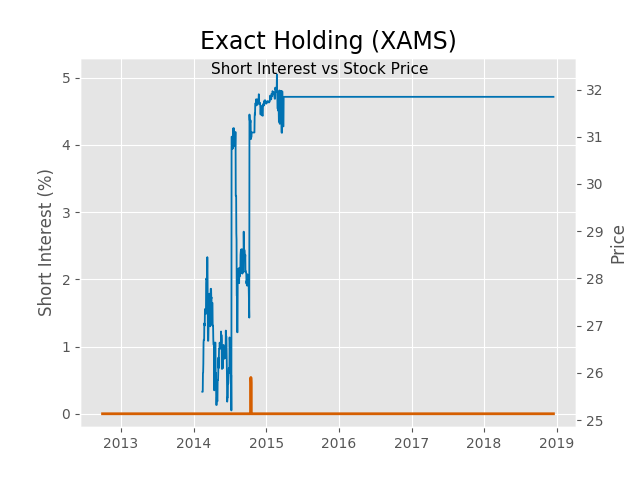 Exact Holding (XAMS)
Short Interest vs Stock Price
Short Interest (%)
5
4
3
2
1
0
32
31
30
29
28
27
26
25
Price
2013 2014 2015 2016 2017 2018 2019